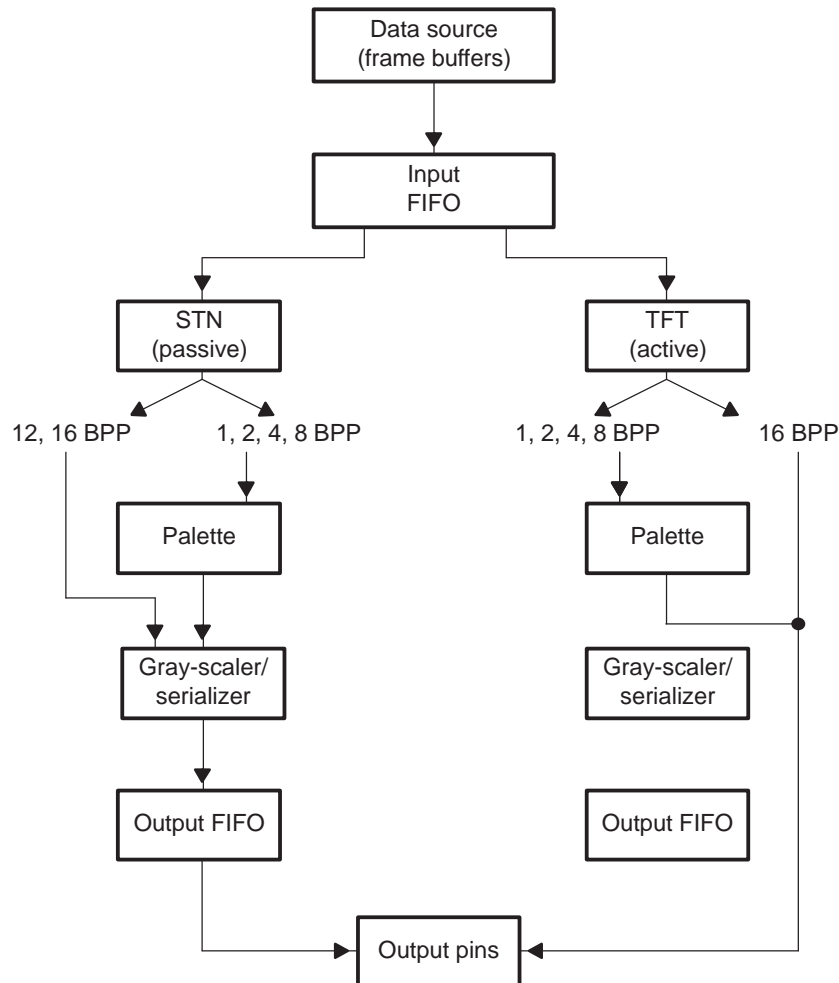 Data source
(frame buffers)
Input
FIFO
STN
(passive)
TFT
(active)
12, 16 BPP
1, 2, 4, 8 BPP
1, 2, 4, 8 BPP
16 BPP
Palette
Palette
Gray-scaler/
serializer
Gray-scaler/
serializer
Output FIFO
Output FIFO
Output pins